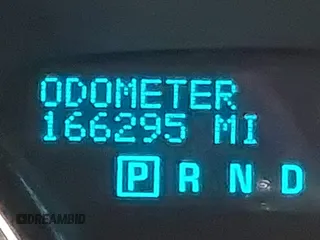 ODOMETER
166295 MI
P R N D
DREAMBID